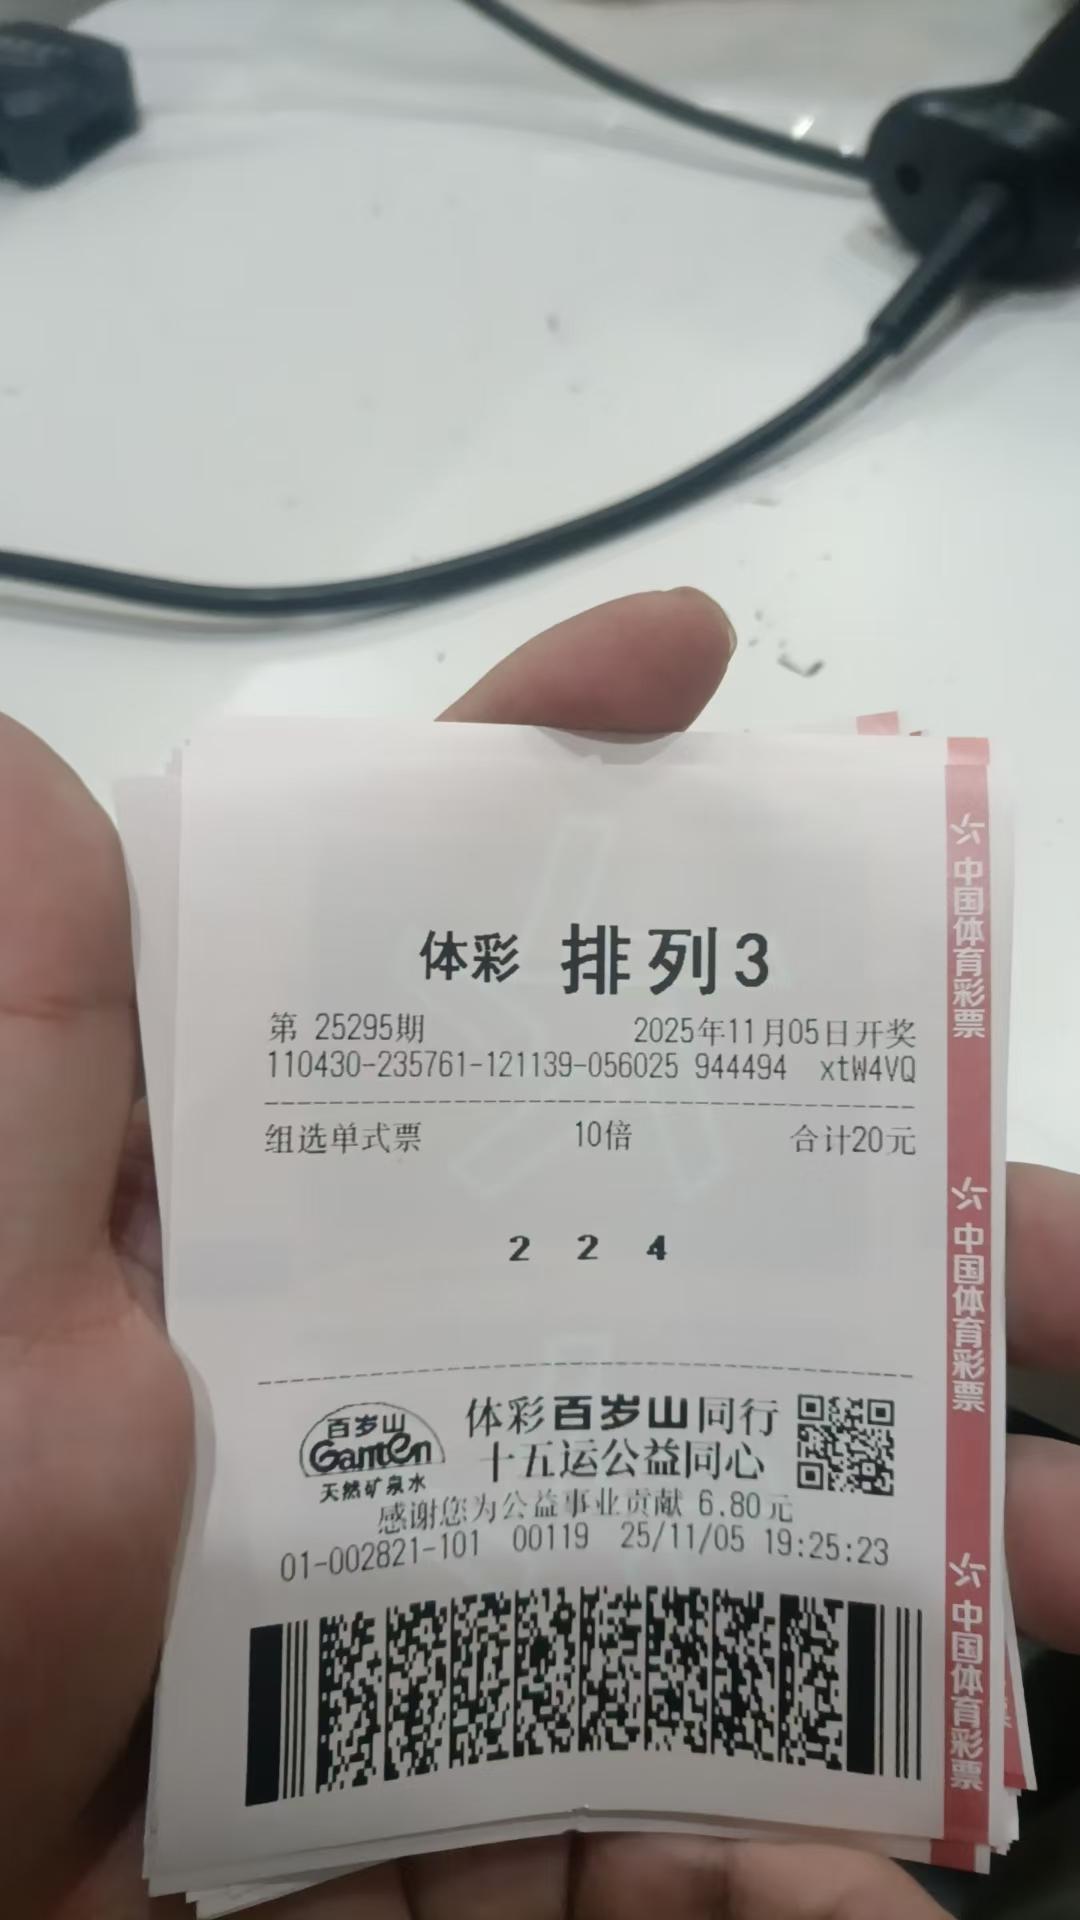 体彩 排列3
第 25295期 2025年11月05日开奖
110430-235761-121139-056025 944494 xtW4VQ
组选单式票 10倍 合计20元
2 2 4
百岁山
Ganten
天然矿泉水
体彩百岁山同行
十五运公益同心
感谢您为公益事业贡献 6.80元
01-002821-101 00119 25/11/05 19:25:23
中国体育彩票
中国体育彩票
中国体育彩票